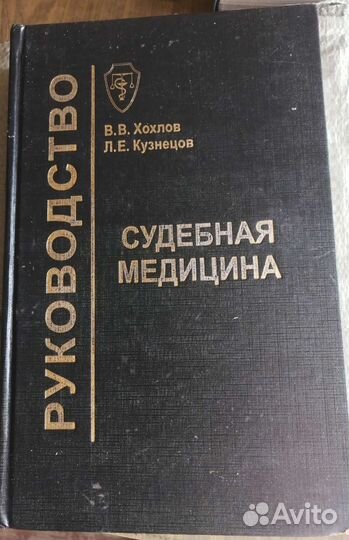 РУКОВОДСТВО
В.В. Хохлов
Л.Е. Кузнецов
СУДЕБНАЯ
МЕДИЦИНА
Avito